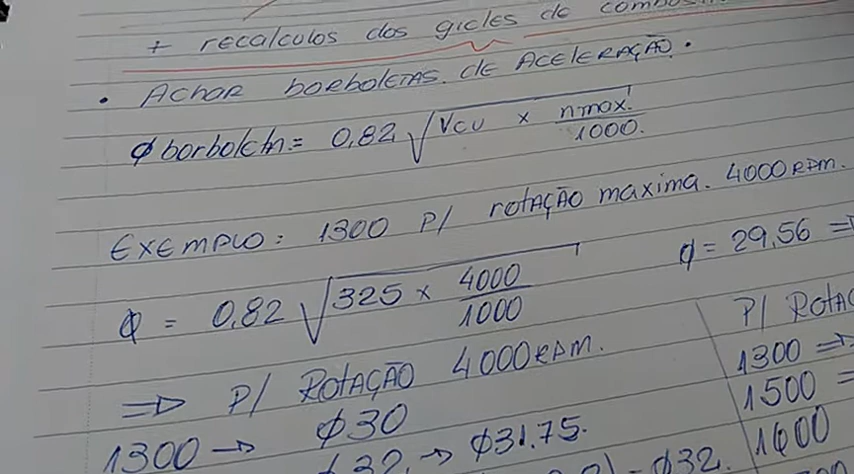 + recalculos dos gicles de
• Achar borboletas de Aceleração.
ϕ borboleta = 0,82 √ Vcu × nmax. / 1000.
Exemplo: 1300 P/ rotação maxima. 4000 RPM.
ϕ = 0,82 √ 325 × 4000 / 1000
ϕ = 29,56 ⇒
⇒ P/ Rotação 4000 RPM.
1300 → ϕ30
32. → ϕ31.75.
P/
1300 ⇒
1500 =
1600
= ϕ32.